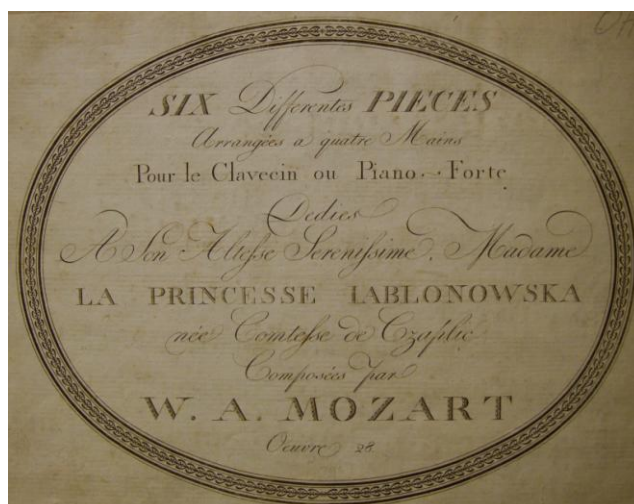 SIX Differentes PIECES
Arrangées a quatre Mains
Pour le Clavecin ou Piano-Forte
Dediés
A Son Altesse Serenissime, Madame
LA PRINCESSE IABLONOWSKA
née Comtesse de Czaplic
Composées par
W. A. MOZART
Oeuvre 28.